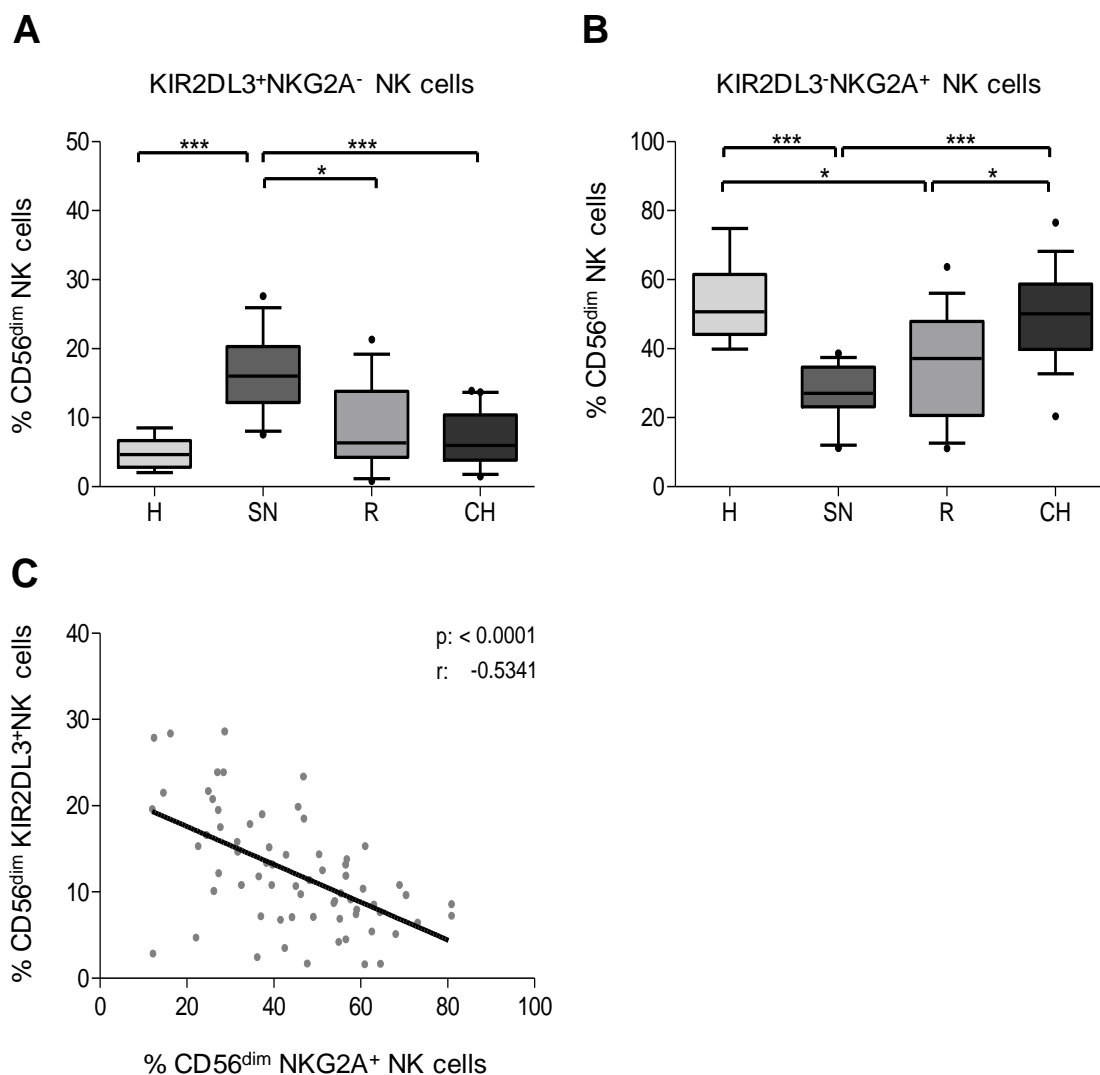 A
KIR2DL3⁺NKG2A⁻ NK cells
% CD56ᵈⁱᵐ NK cells
50
40
30
20
10
0
***
***
*
H SN R CH
B
KIR2DL3⁻NKG2A⁺ NK cells
% CD56ᵈⁱᵐ NK cells
100
80
60
40
20
0
***
***
*
*
H SN R CH
C
% CD56ᵈⁱᵐ KIR2DL3⁺NK cells
40
30
20
10
0
p: < 0.0001
r: -0.5341
0 20 40 60 80 100
% CD56ᵈⁱᵐ NKG2A⁺ NK cells